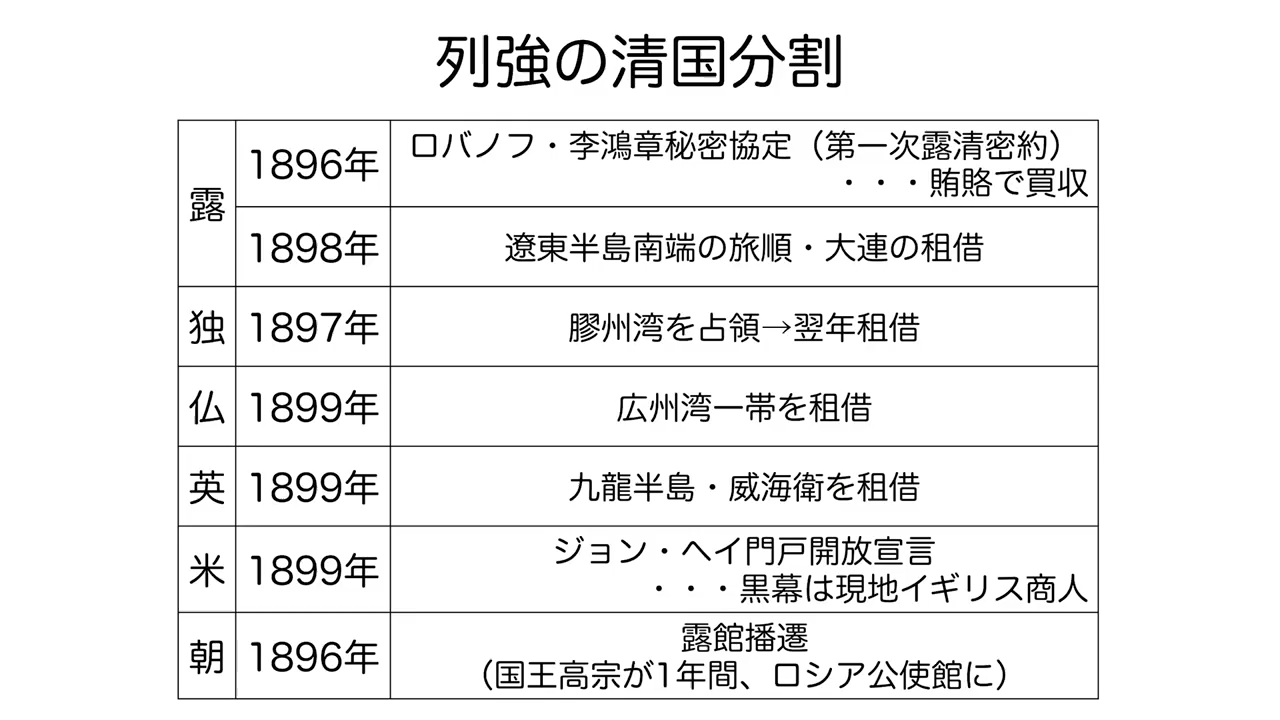 列強の清国分割
露
1896年
ロバノフ・李鴻章秘密協定（第一次露清密約）
・・・賄賂で買収
1898年
遼東半島南端の旅順・大連の租借
独
1897年
膠州湾を占領→翌年租借
仏
1899年
広州湾一帯を租借
英
1899年
九龍半島・威海衛を租借
米
1899年
ジョン・ヘイ門戸開放宣言
・・・黒幕は現地イギリス商人
朝
1896年
露館播遷
（国王高宗が1年間、ロシア公使館に）